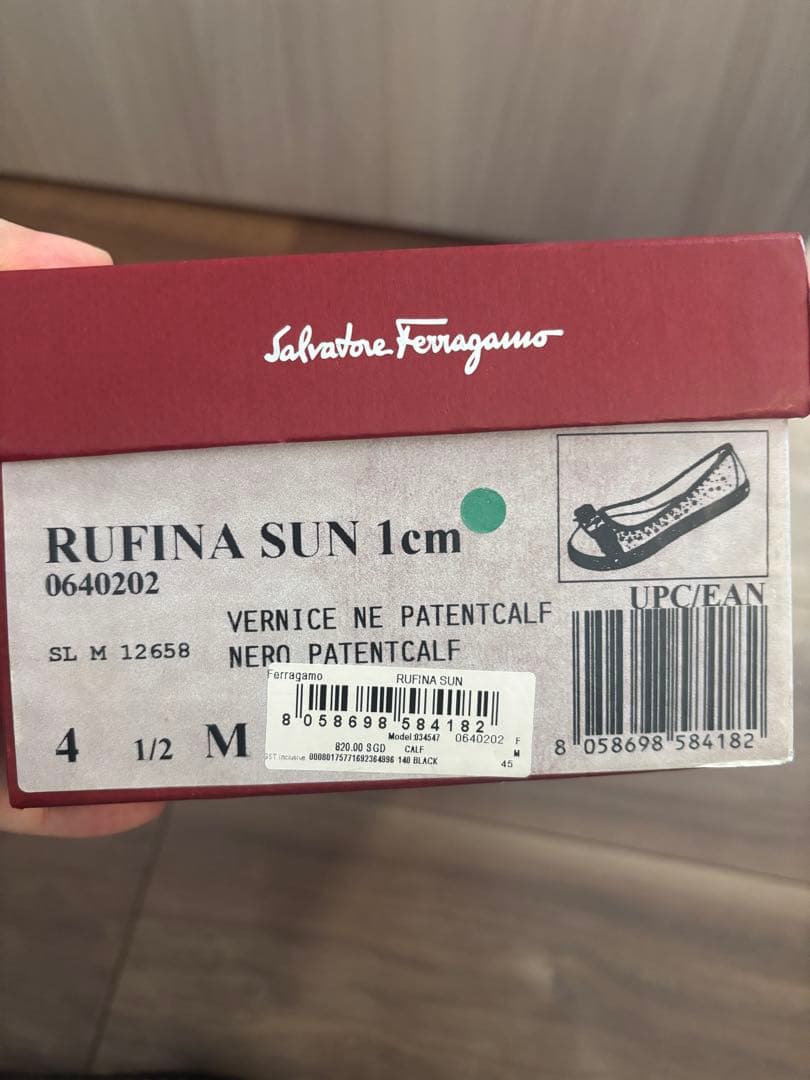 Salvatore Ferragamo
RUFINA SUN 1cm
0640202
UPC/EAN
VERNICE NE PATENTCALF
SL M 12658
NERO PATENTCALF
4 1/2 M
8 058698 584182
Ferragamo RUFINA SUN
8 058698 584182
Model:034547 0640202 F
820.00 SGD CALF M
GST Inclusive. 140 BLACK 45